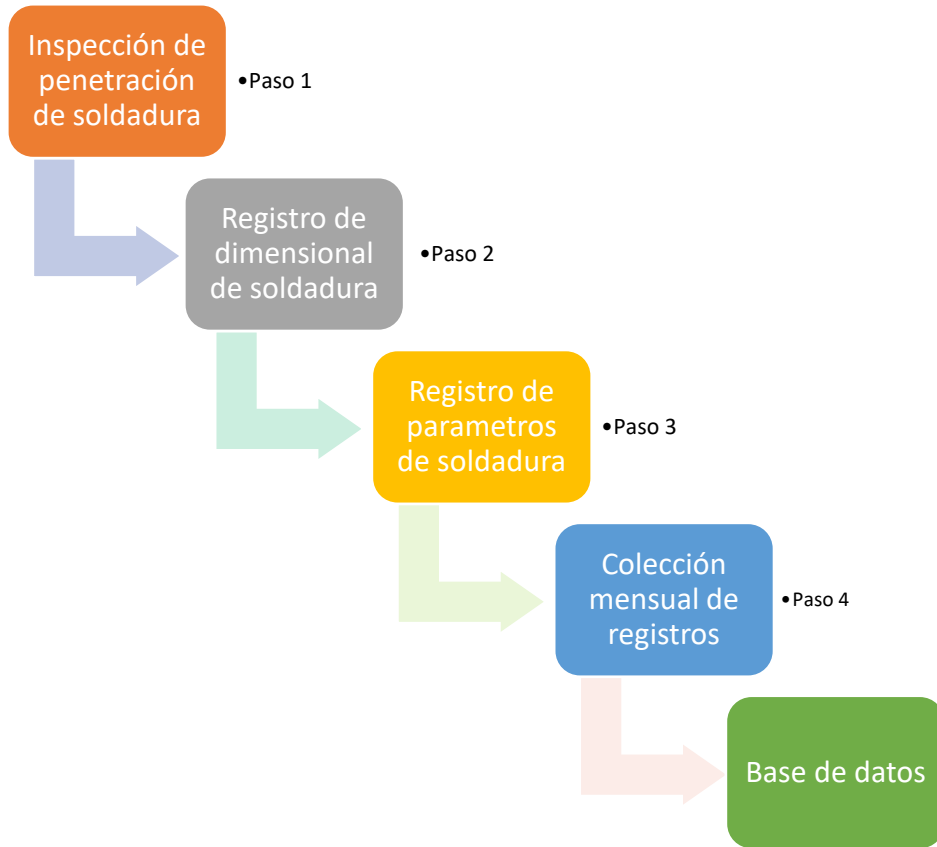 Inspección de
penetración
de soldadura
•Paso 1
Registro de
dimensional
de soldadura
•Paso 2
Registro de
parametros
de soldadura
•Paso 3
Colección
mensual de
registros
•Paso 4
Base de datos